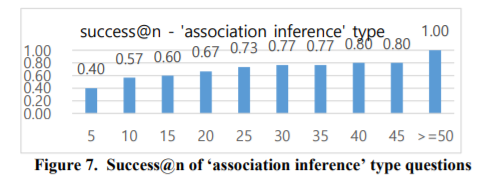 success@n - 'association inference' type
0.40 0.57 0.60 0.67 0.73 0.77 0.77 0.80 0.80 1.00
1.00
0.80
0.60
0.40
0.20
0.00
5 10 15 20 25 30 35 40 45 >=50
Figure 7. Success@n of ‘association inference’ type questions